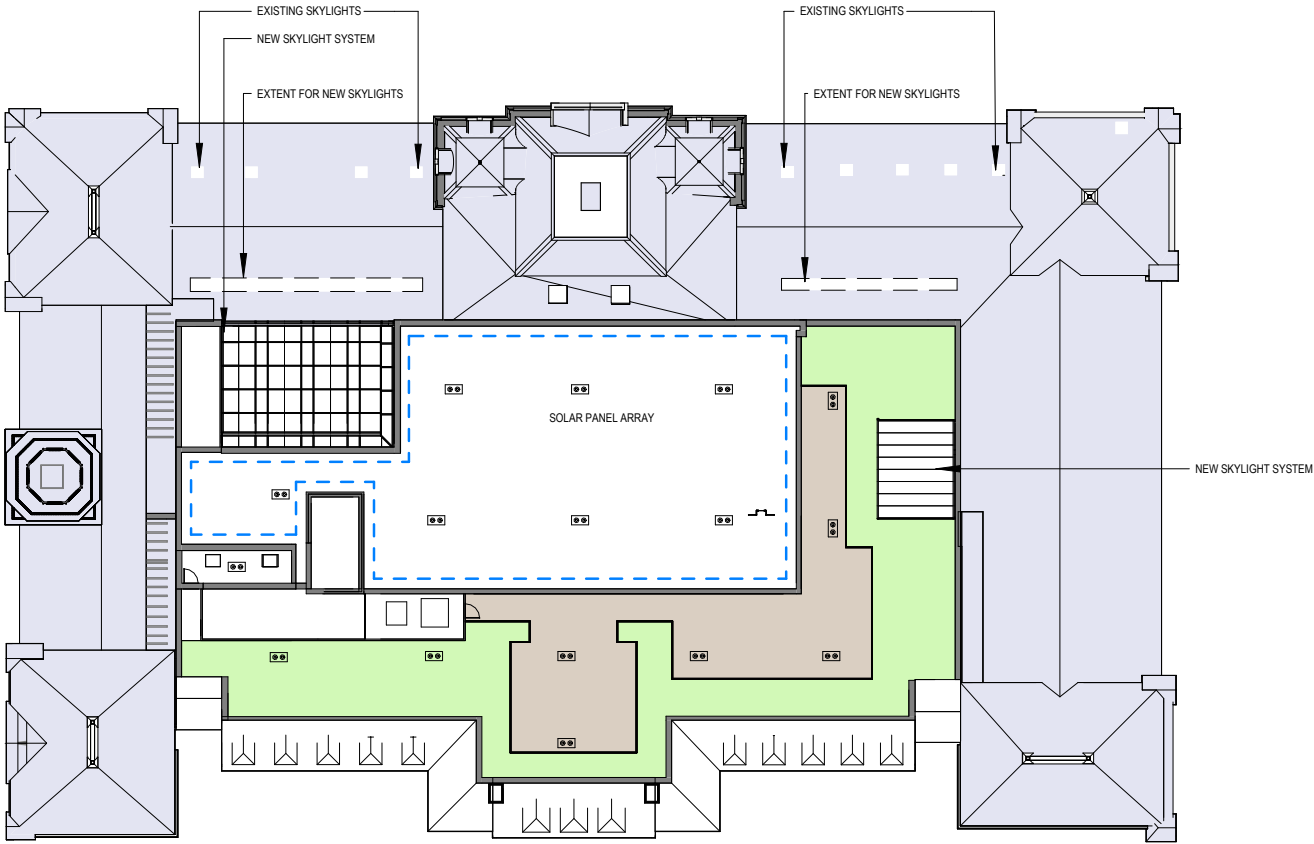 EXISTING SKYLIGHTS
EXISTING SKYLIGHTS
NEW SKYLIGHT SYSTEM
EXTENT FOR NEW SKYLIGHTS
EXTENT FOR NEW SKYLIGHTS
SOLAR PANEL ARRAY
NEW SKYLIGHT SYSTEM